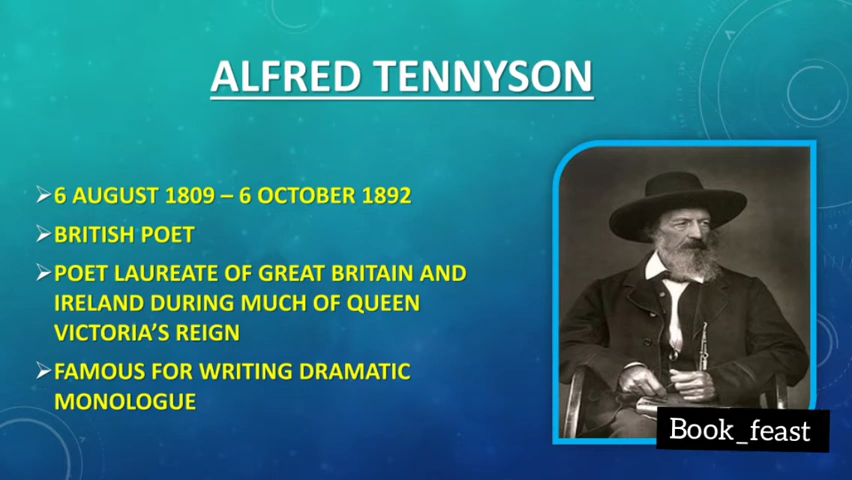 ALFRED TENNYSON
➢6 AUGUST 1809 – 6 OCTOBER 1892
➢BRITISH POET
➢POET LAUREATE OF GREAT BRITAIN AND
IRELAND DURING MUCH OF QUEEN
VICTORIA'S REIGN
➢FAMOUS FOR WRITING DRAMATIC
MONOLOGUE
Book_feast